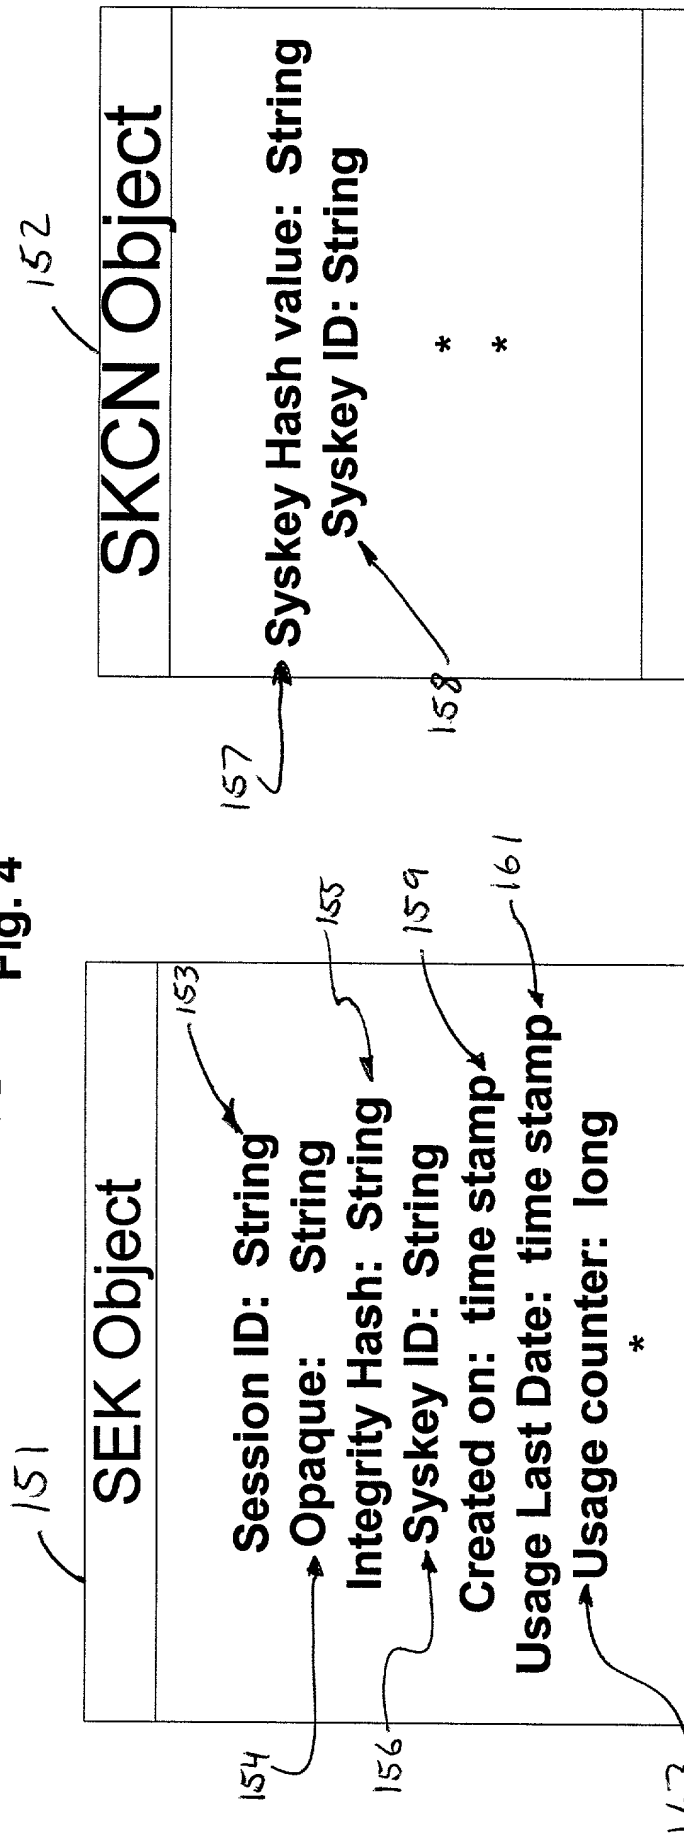 Fig. 4
151
SEK Object
153
Session ID: String
154
Opaque: String
155
Integrity Hash: String
156
Syskey ID: String
159
Created on: time stamp
161
Usage Last Date: time stamp
Usage counter: long
*
152
SKCN Object
157
Syskey Hash value: String
158
Syskey ID: String
*
*